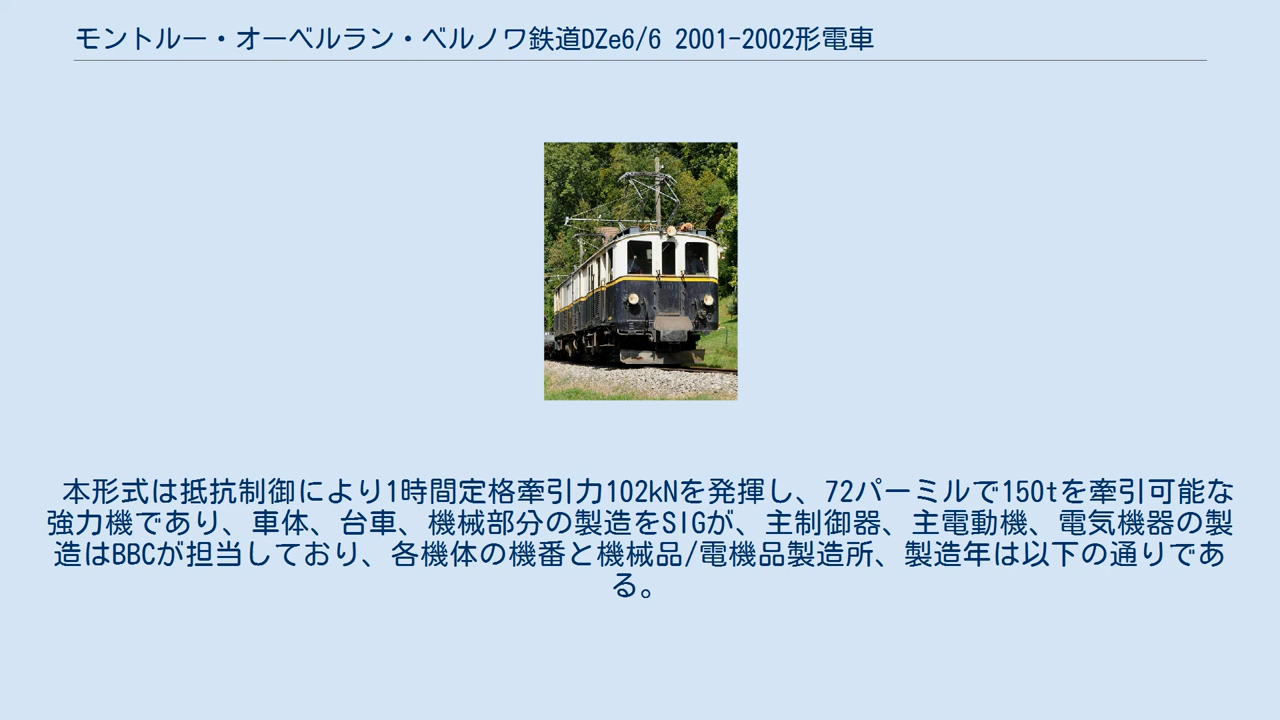 モントルー・オーベルラン・ベルノワ鉄道DZe6/6 2001-2002形電車
本形式は抵抗制御により1時間定格牽引力102kNを発揮し、72パーミルで150tを牽引可能な
強力機であり、車体、台車、機械部分の製造をSIGが、主制御器、主電動機、電気機器の製
造はBBCが担当しており、各機体の機番と機械品/電機品製造所、製造年は以下の通りであ
る。